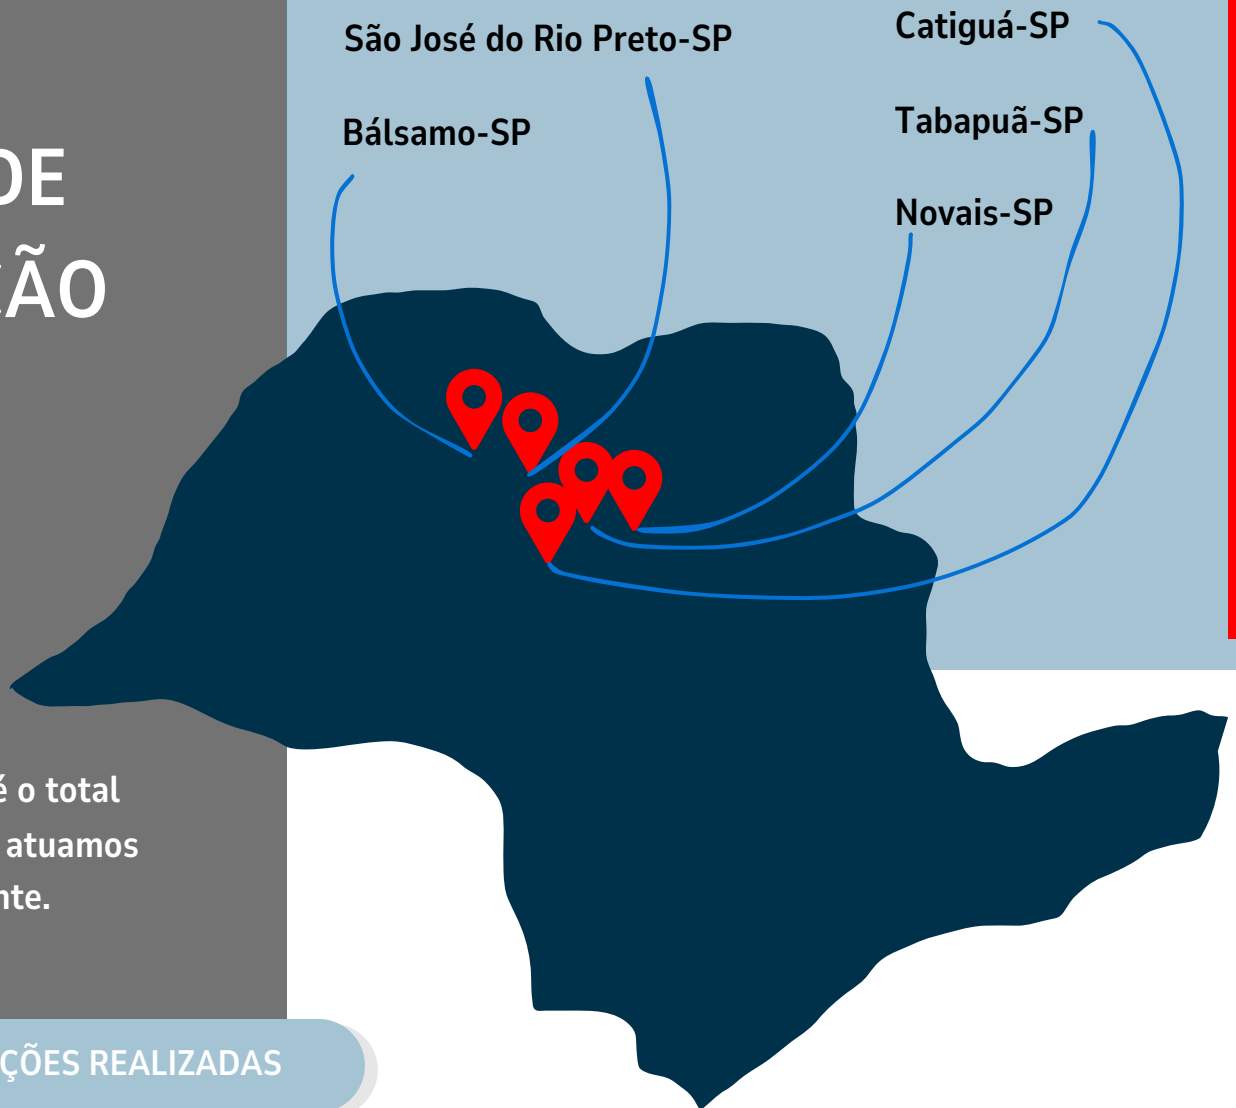 DE
ÇÃO
é o total
atuamos
nte.
ÇÕES REALIZADAS
São José do Rio Preto-SP
Bálsamo-SP
Catiguá-SP
Tabapuã-SP
Novais-SP